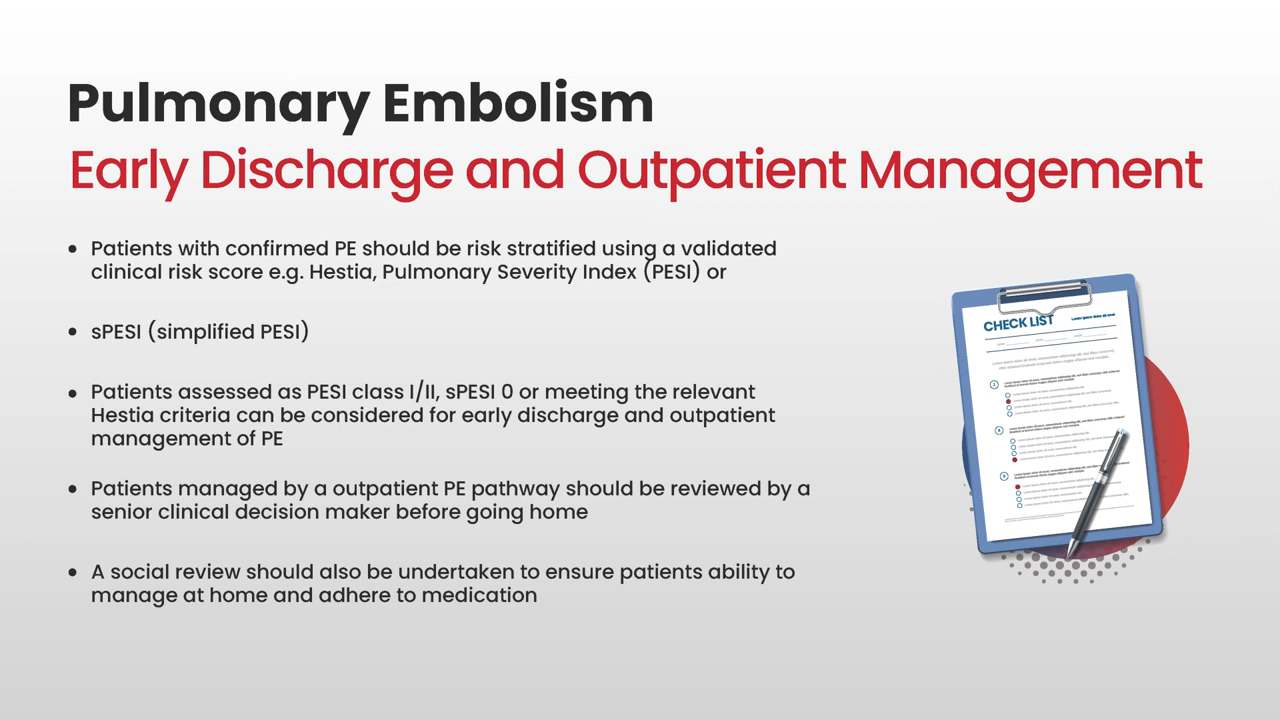 Pulmonary Embolism
Early Discharge and Outpatient Management
• Patients with confirmed PE should be risk stratified using a validated
clinical risk score e.g. Hestia, Pulmonary Severity Index (PESI) or
• sPESI (simplified PESI)
• Patients assessed as PESI class I/II, sPESI 0 or meeting the relevant
Hestia criteria can be considered for early discharge and outpatient
management of PE
• Patients managed by an outpatient PE pathway should be reviewed by a
senior clinical decision maker before going home
• A social review should also be undertaken to ensure patients ability to
manage at home and adhere to medication
CHECK LIST